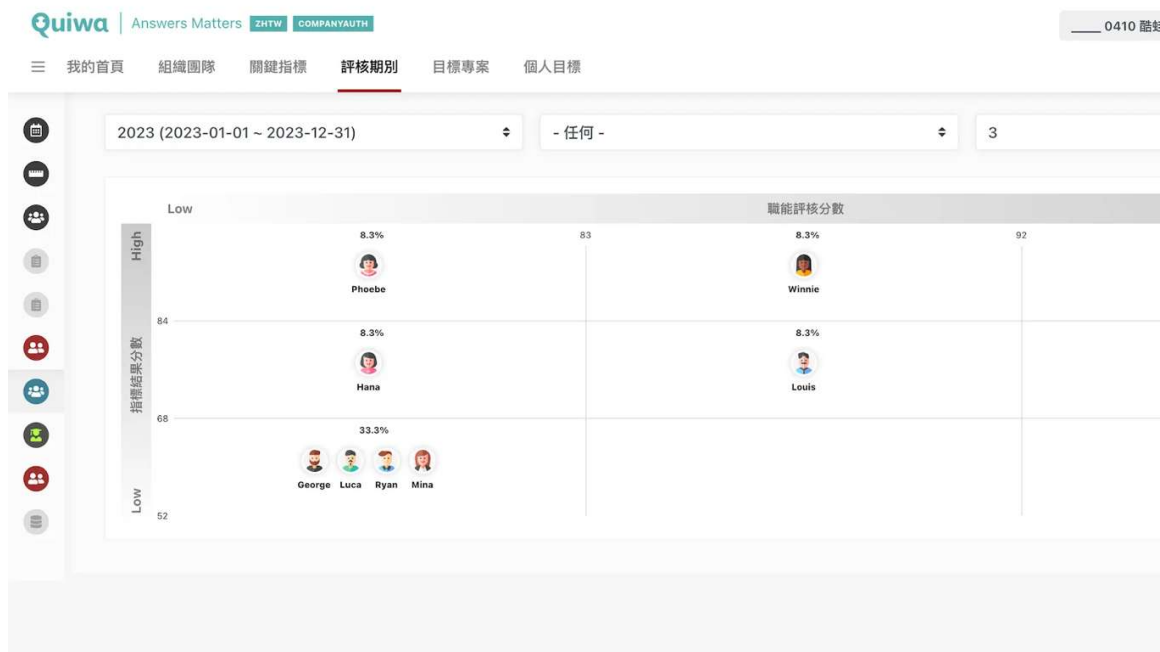 Quiwa | Answers Matters ZHTW COMPANYAUTH
____ 0410 酷蛙
我的首頁 組織團隊 關鍵指標 評核期別 目標專案 個人目標
2023 (2023-01-01 ~ 2023-12-31) - 任何 - 3
Low 職能評核分數
High 8.3% 83 8.3% 92
Phoebe Winnie
84
指標結果分數 8.3% 8.3%
Hana Louis
68
33.3%
George Luca Ryan Mina
Low
52